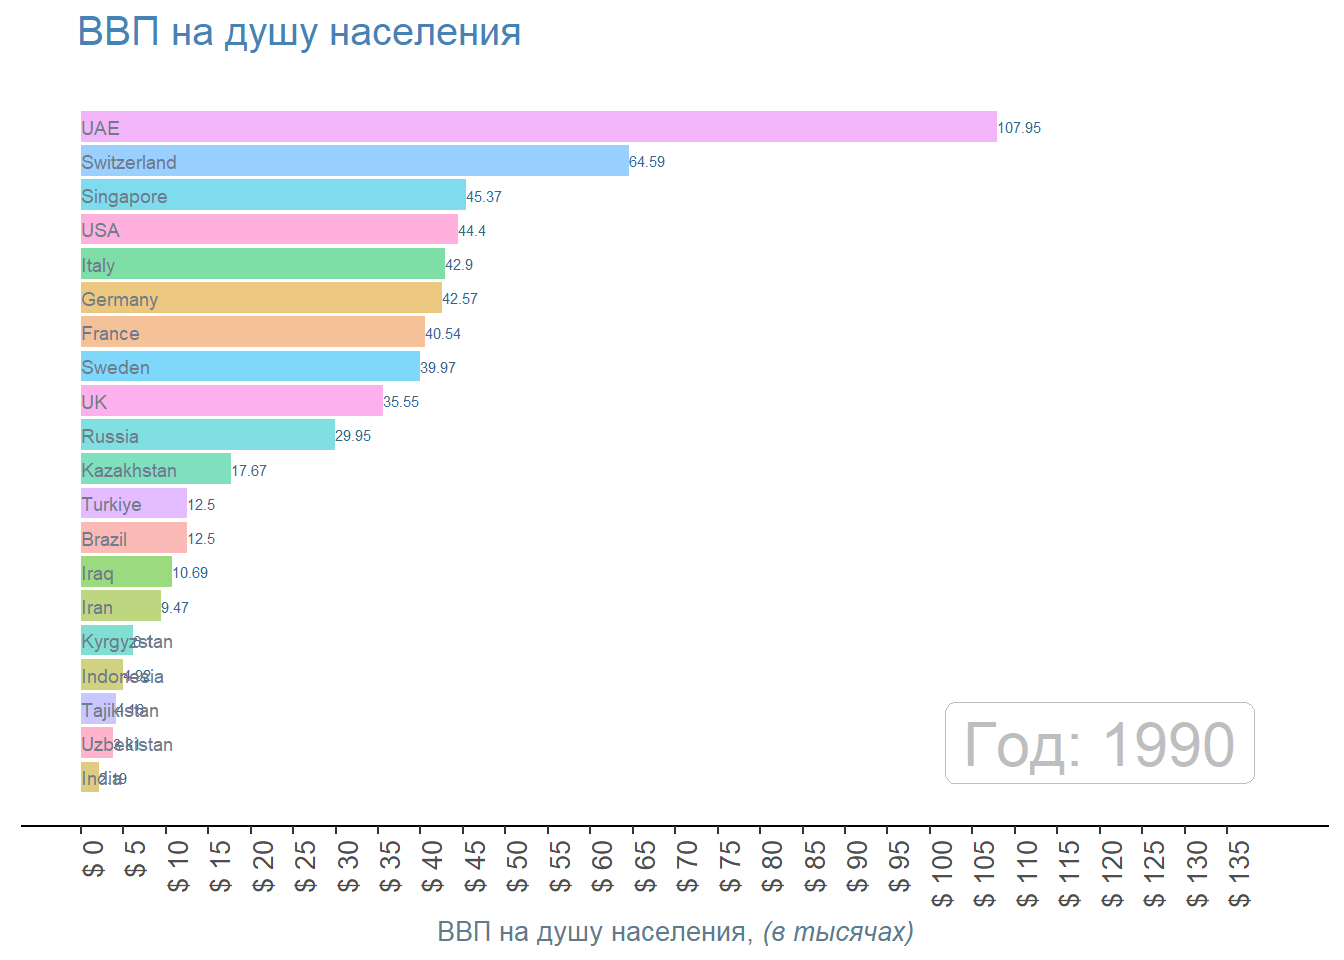 ВВП на душу населения
UAE 107.95
Switzerland 64.59
Singapore 45.37
USA 44.4
Italy 42.9
Germany 42.57
France 40.54
Sweden 39.97
UK 35.55
Russia 29.95
Kazakhstan 17.67
Turkiye 12.5
Brazil 12.5
Iraq 10.69
Iran 9.47
Kyrgyzstan
Indonesia 4.92
Tajikistan
Uzbekistan
India 2.19
Год: 1990
$ 0 $ 5 $ 10 $ 15 $ 20 $ 25 $ 30 $ 35 $ 40 $ 45 $ 50 $ 55 $ 60 $ 65 $ 70 $ 75 $ 80 $ 85 $ 90 $ 95 $ 100 $ 105 $ 110 $ 115 $ 120 $ 125 $ 130 $ 135
ВВП на душу населения, (в тысячах)